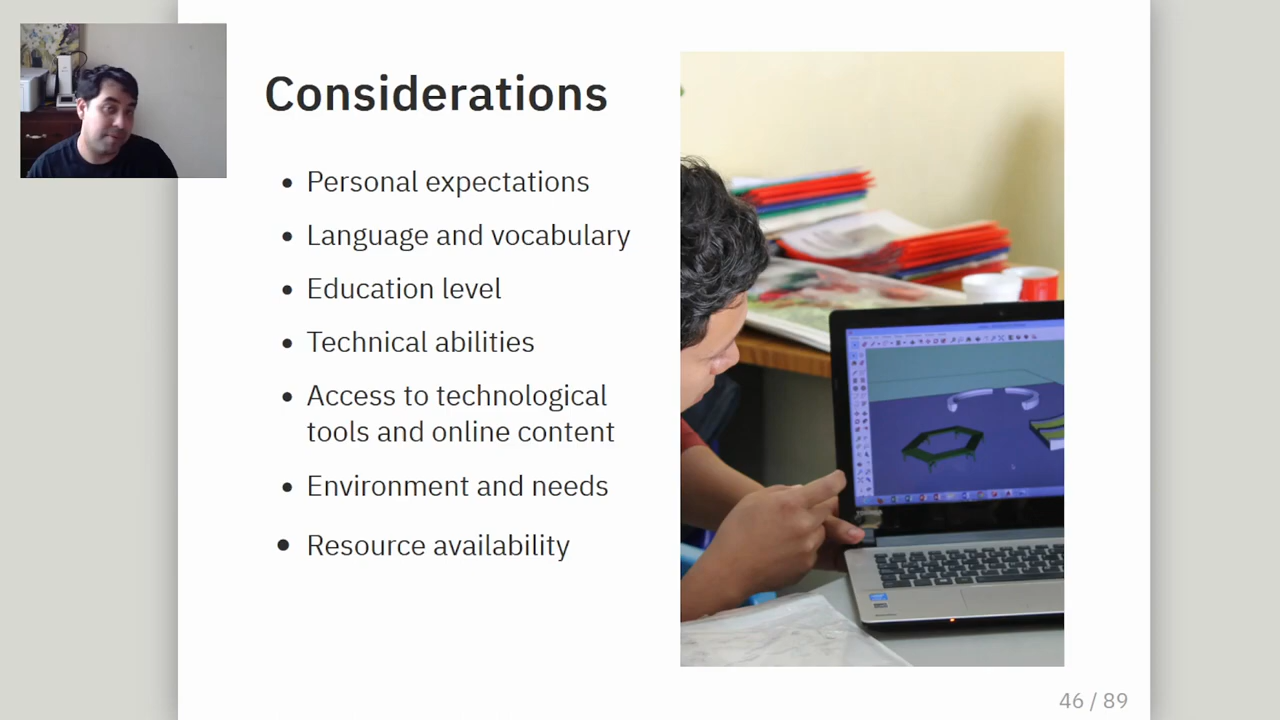 Considerations
• Personal expectations
• Language and vocabulary
• Education level
• Technical abilities
• Access to technological
tools and online content
• Environment and needs
• Resource availability
TOSHIBA
46 / 89